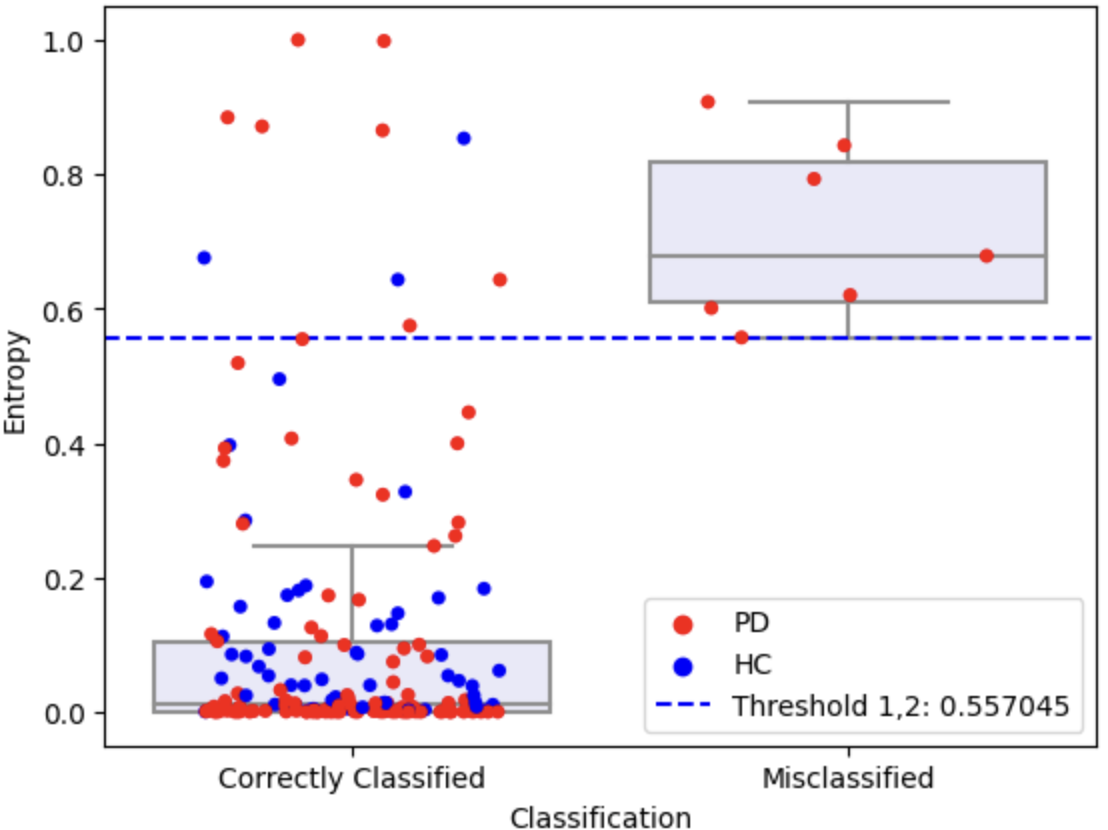 1.0
0.8
0.6
0.4
0.2
0.0
Entropy
PD
HC
Threshold 1,2: 0.557045
Correctly Classified
Misclassified
Classification